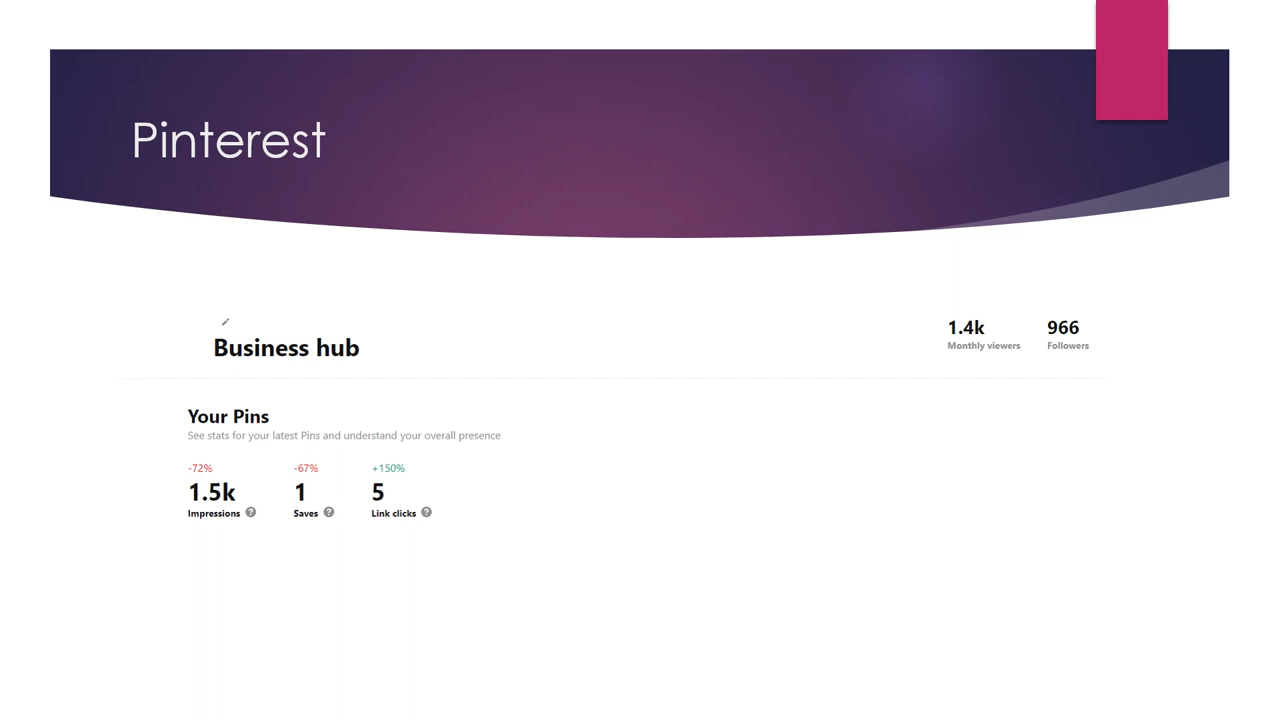 Pinterest
Business hub
1.4k 966
Monthly viewers Followers
Your Pins
See stats for your latest Pins and understand your overall presence
-72% -67% +150%
1.5k 1 5
Impressions ? Saves ? Link clicks ?